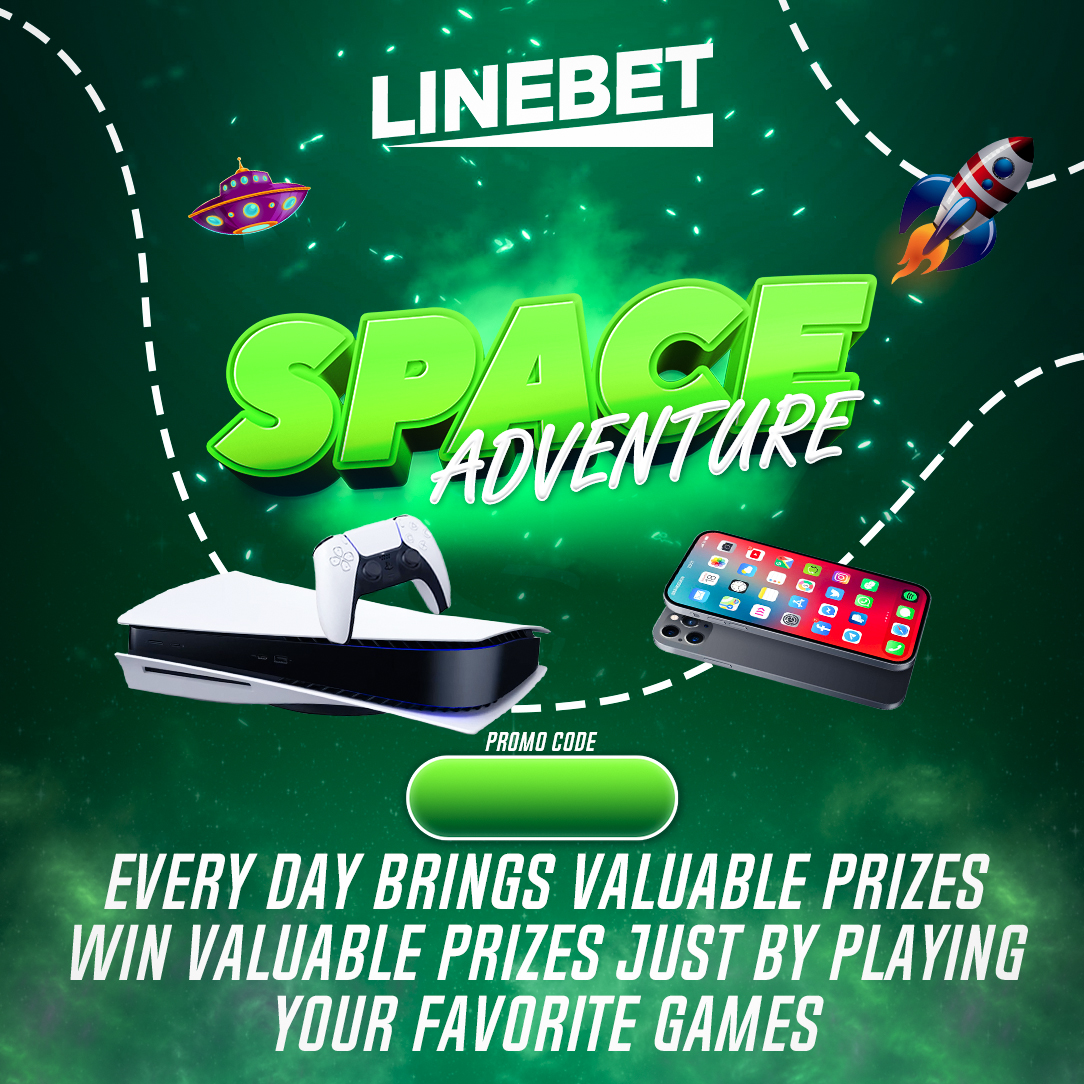 LINEBET
SPACE
ADVENTURE
PROMO CODE
EVERY DAY BRINGS VALUABLE PRIZES
WIN VALUABLE PRIZES JUST BY PLAYING
YOUR FAVORITE GAMES